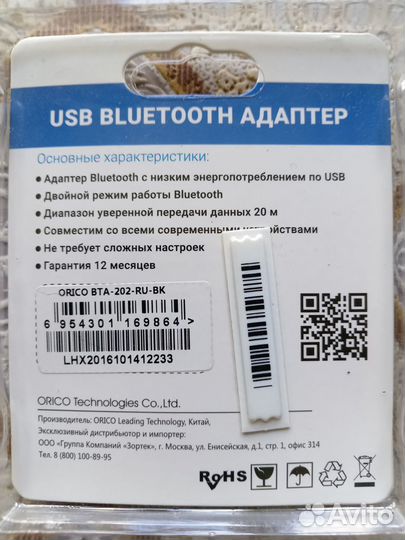 USB BLUETOOTH АДАПТЕР
Основные характеристики:
• Адаптер Bluetooth с низким энергопотреблением по USB
• Двойной режим работы Bluetooth
• Диапазон уверенной передачи данных 20 м
• Совместим со всеми современными устройствами
• Не требует сложных настроек
• Гарантия 12 месяцев
ORICO BTA-202-RU-BK
6 954301 169864 >
LHX2016101412233
ORICO Technologies Co.,Ltd.
Производитель: ORICO Leading Technology, Китай,
Эксклюзивный дистрибьютор и импортер:
ООО «Группа Компаний «Зортек», г. Москва, ул. Енисейская, д.1, стр. 1, офис 314
Тел. 8 (800) 100-89-95
RoHS
Avito